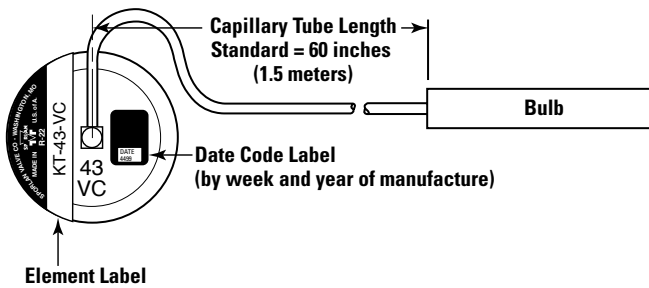 Capillary Tube Length
Standard = 60 inches
(1.5 meters)
Bulb
SPORLAN VALVE CO - WASHINGTON, MO
MADE IN U.S. of A
R-22
KT-43-VC
43
VC
DATE
4499
Date Code Label
(by week and year of manufacture)
Element Label